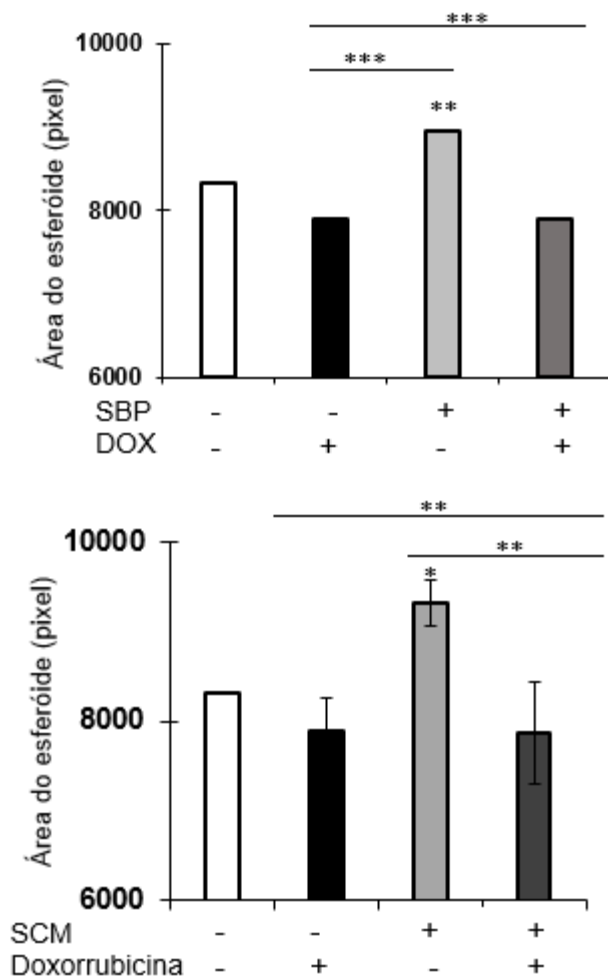 ***
10000
***
**
Área do esferóide (pixel)
8000
6000
SBP - - + +
DOX - + - +
**
10000
**
*
Área do esferóide (pixel)
8000
6000
SCM - - + +
Doxorrubicina - + - +